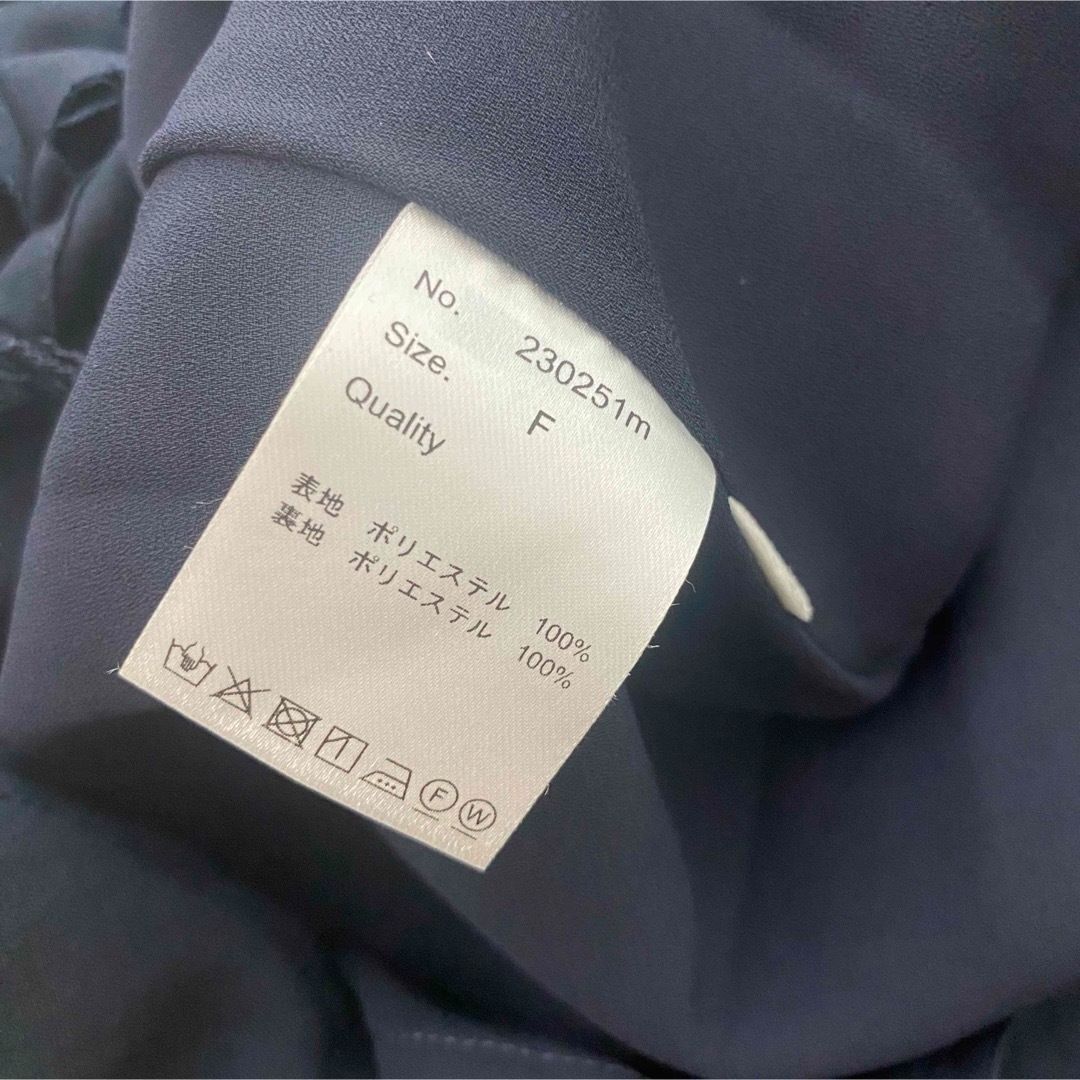 No. 230251m
Size. F
Quality
表地 ポリエステル 100%
裏地 ポリエステル 100%
F W